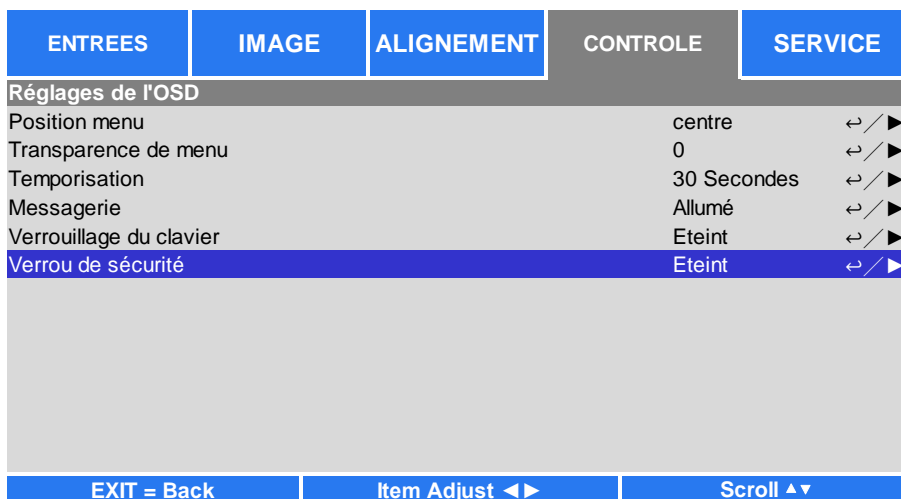 ENTREES IMAGE ALIGNEMENT CONTROLE SERVICE
Réglages de l'OSD
Position menu centre ↩／►
Transparence de menu 0 ↩／►
Temporisation 30 Secondes ↩／►
Messagerie Allumé ↩／►
Verrouillage du clavier Eteint ↩／►
Verrou de sécurité Eteint ↩／►
EXIT = Back Item Adjust ◄► Scroll ▲▼